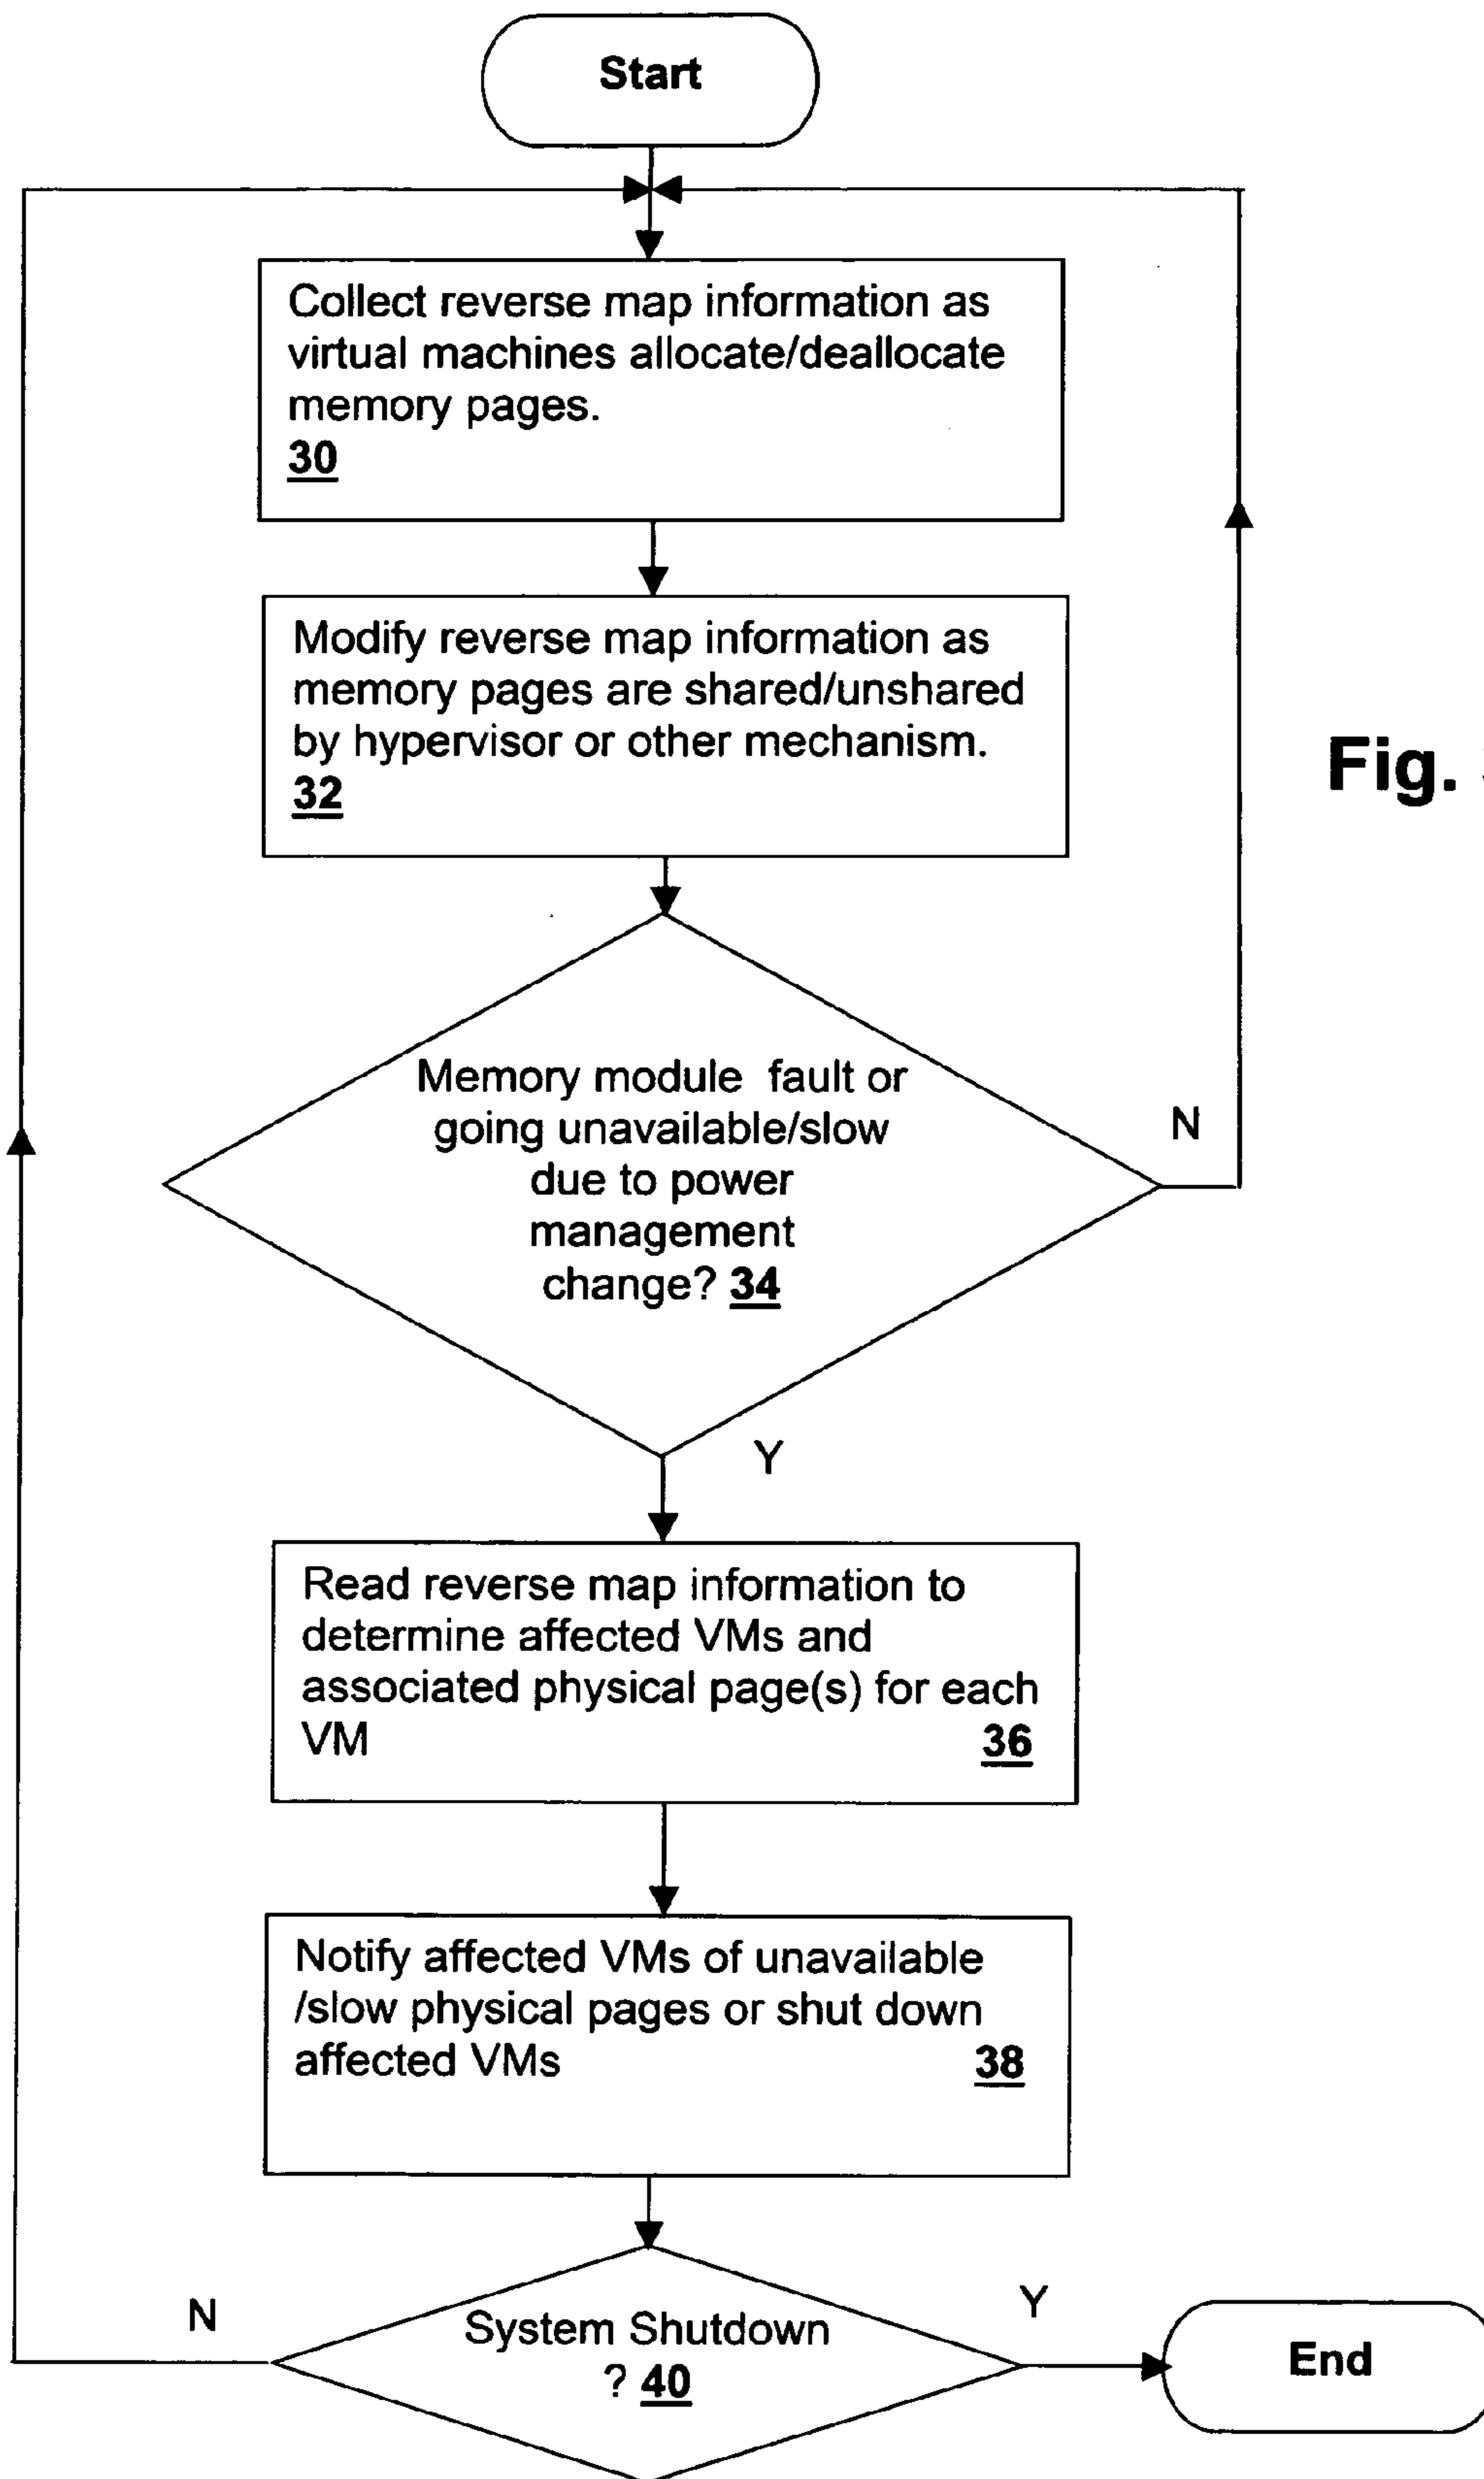 Start
Collect reverse map information as
virtual machines allocate/deallocate
memory pages.
30
Modify reverse map information as
memory pages are shared/unshared
by hypervisor or other mechanism.
32
Fig.
Memory module fault or
going unavailable/slow
due to power
management
change? 34
N
Y
Read reverse map information to
determine affected VMs and
associated physical page(s) for each
VM 36
Notify affected VMs of unavailable
/slow physical pages or shut down
affected VMs 38
N
System Shutdown
? 40
Y
End